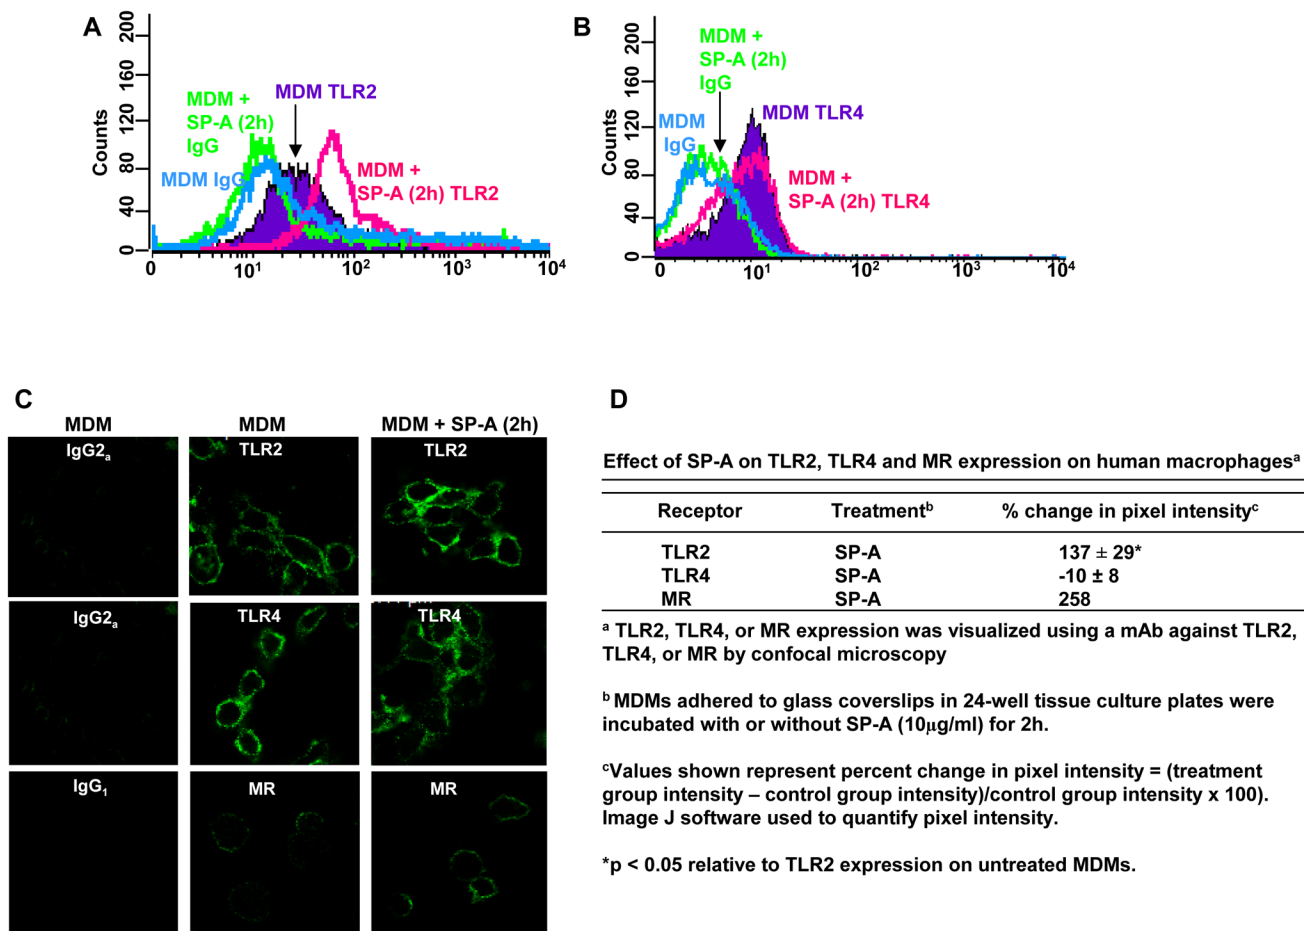 A
200
160
120
80
40
0
Counts
MDM +
SP-A (2h)
IgG
MDM IgG
MDM TLR2
MDM +
SP-A (2h) TLR2
0 10¹ 10² 10³ 10⁴
B
200
160
120
80
40
0
Counts
MDM +
SP-A (2h)
IgG
MDM
IgG
MDM TLR4
MDM +
SP-A (2h) TLR4
0 10¹ 10² 10³ 10⁴
C
MDM MDM MDM + SP-A (2h)
IgG2ₐ TLR2 TLR2
IgG2ₐ TLR4 TLR4
IgG₁ MR MR
D
Effect of SP-A on TLR2, TLR4 and MR expression on human macrophagesᵃ
Receptor Treatmentᵇ % change in pixel intensityᶜ
TLR2 SP-A 137 ± 29*
TLR4 SP-A -10 ± 8
MR SP-A 258
ᵃ TLR2, TLR4, or MR expression was visualized using a mAb against TLR2,
TLR4, or MR by confocal microscopy
ᵇ MDMs adhered to glass coverslips in 24-well tissue culture plates were
incubated with or without SP-A (10μg/ml) for 2h.
ᶜValues shown represent percent change in pixel intensity = (treatment
group intensity – control group intensity)/control group intensity x 100).
Image J software used to quantify pixel intensity.
*p < 0.05 relative to TLR2 expression on untreated MDMs.